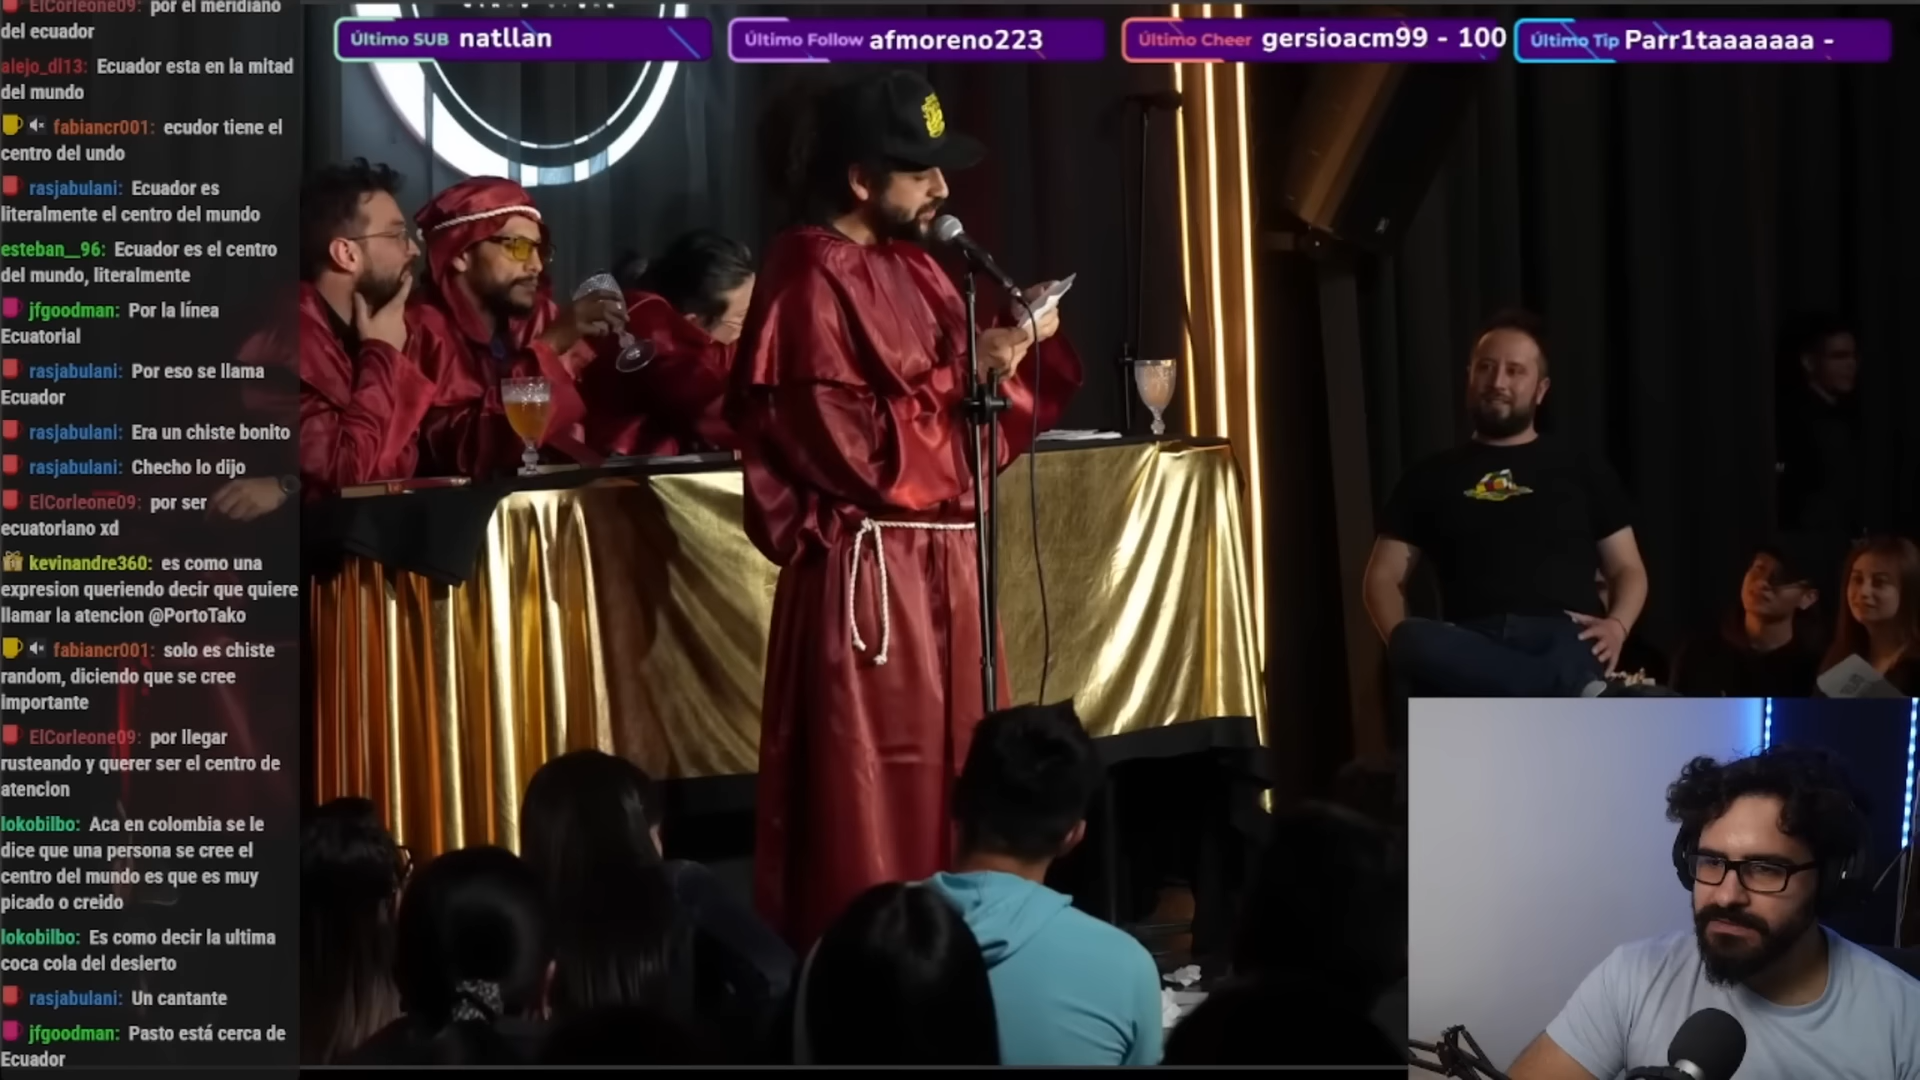 ElCorleone09: por el meridiano
del ecuador
alejo_dl13: Ecuador esta en la mitad
del mundo
fabiancr001: ecudor tiene el
centro del undo
rasjabulani: Ecuador es
literalmente el centro del mundo
esteban__96: Ecuador es el centro
del mundo, literalmente
jfgoodman: Por la línea
Ecuatorial
rasjabulani: Por eso se llama
Ecuador
rasjabulani: Era un chiste bonito
rasjabulani: Checho lo dijo
ElCorleone09: por ser
ecuatoriano xd
kevinandre360: es como una
expresion queriendo decir que quiere
llamar la atencion @PortoTako
fabiancr001: solo es chiste
random, diciendo que se cree
importante
ElCorleone09: por llegar
rusteando y querer ser el centro de
atencion
lokobilbo: Aca en colombia se le
dice que una persona se cree el
centro del mundo es que es muy
picado o creido
lokobilbo: Es como decir la ultima
coca cola del desierto
rasjabulani: Un cantante
jfgoodman: Pasto está cerca de
Ecuador
Último SUB natllan
Último Follow afmoreno223
Último Cheer gersioacm99 - 100
Último Tip Parr1taaaaaaa -